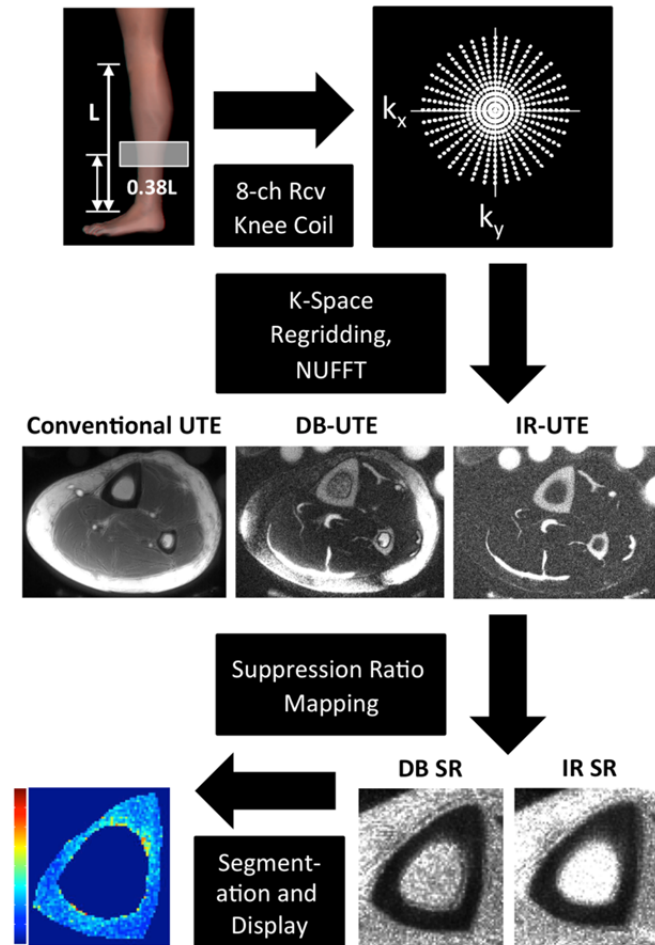 L
0.38L
8-ch Rcv
Knee Coil
kx
ky
K-Space
Regridding,
NUFFT
Conventional UTE
DB-UTE
IR-UTE
Suppression Ratio
Mapping
DB SR
IR SR
Segment-
ation and
Display